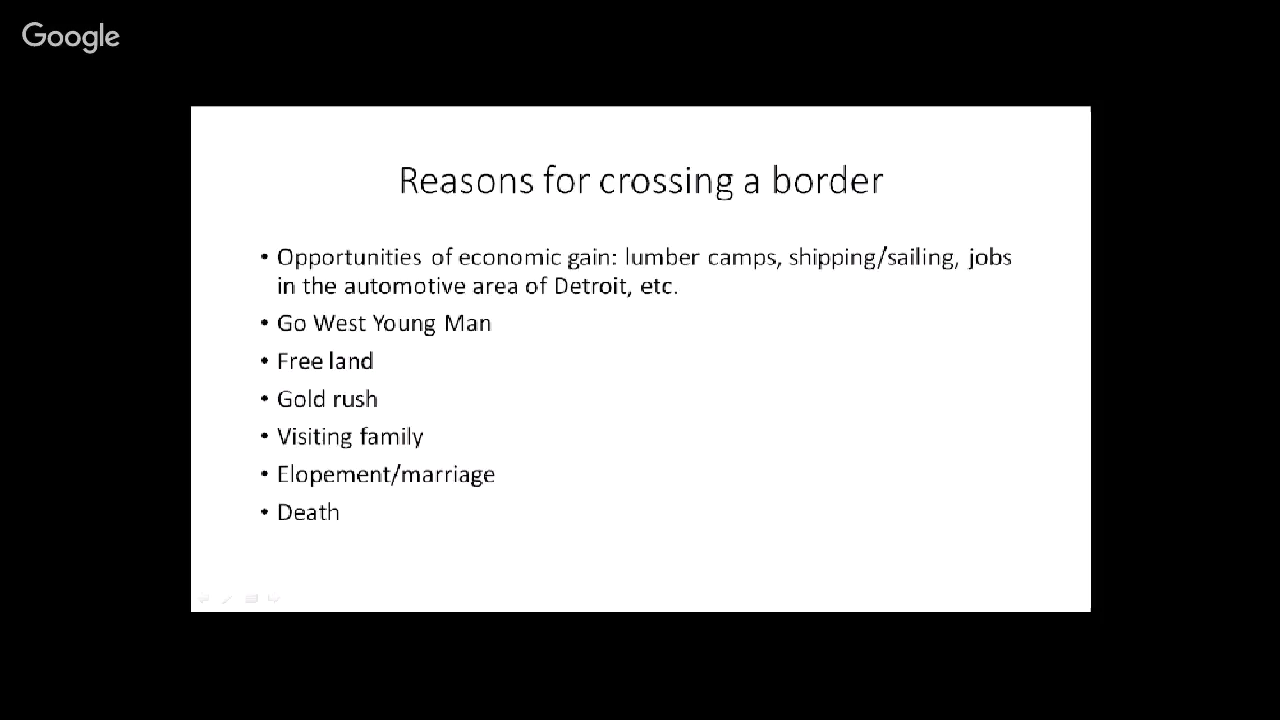 Google
Reasons for crossing a border
• Opportunities of economic gain: lumber camps, shipping/sailing, jobs
in the automotive area of Detroit, etc.
• Go West Young Man
• Free land
• Gold rush
• Visiting family
• Elopement/marriage
• Death